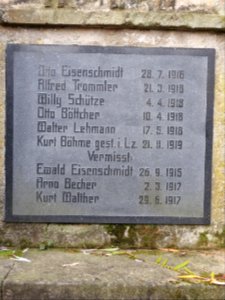 Otto Eisenschmidt 28. 7. 1918
Alfred Trommler 21. 3. 1918
Willy Schütze 4. 4. 1918
Otto Böttcher 10. 4. 1918
Walter Lehmann 17. 5. 1918
Kurt Böhme gest. i. Lz. 21. 11. 1919
Vermisst
Ewald Eisenschmidt 26. 9. 1915
Arno Becher 2. 3. 1917
Kurt Walther 29. 6. 1917